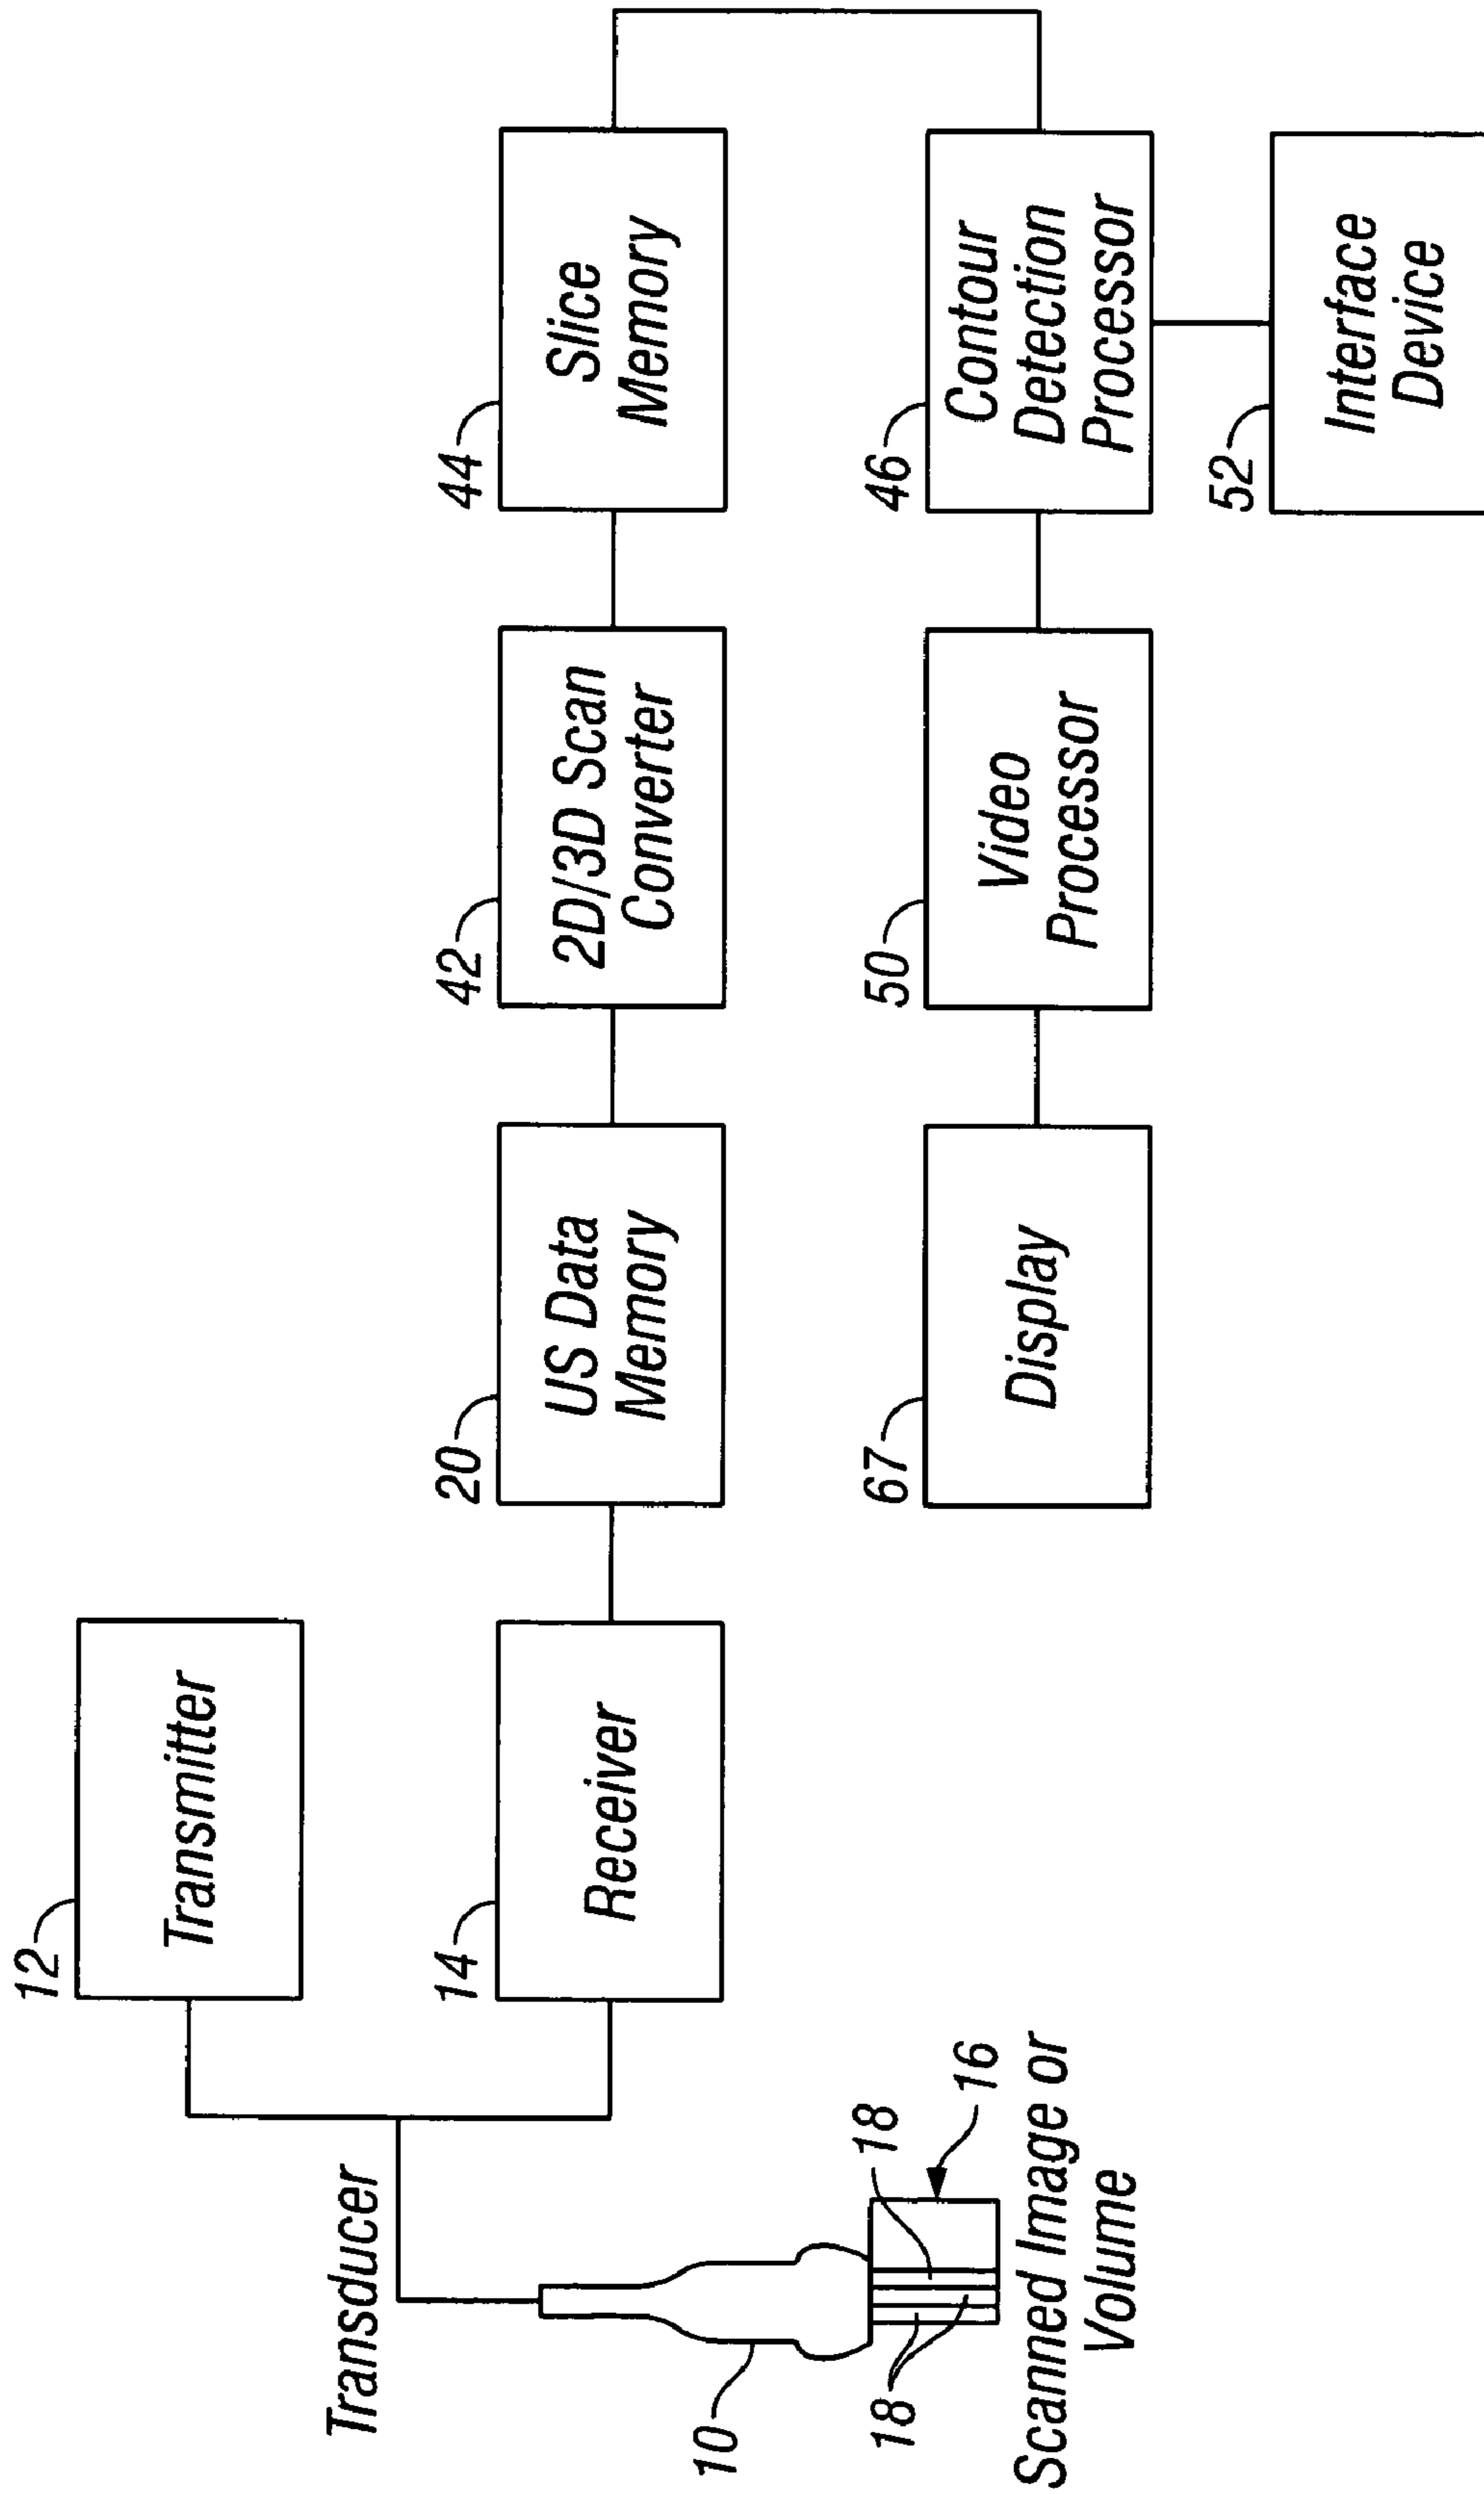 12
Transmitter
Transducer
14
Receiver
20
US Data
Memory
42
2D/3D Scan
Converter
44
Slice
Memory
10
18
18
16
Scanned Image or
Volume
67
Display
50
Video
Processor
46
Contour
Detection
Processor
52
Interface
Device